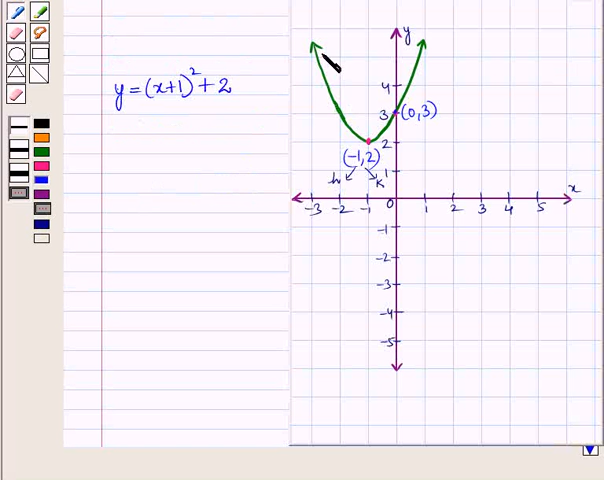 y
4
y = (x+1)² + 2
3
(0,3)
2
(-1,2)
h
k
1
x
-3 -2 -1 0 1 2 3 4 5
-1
-2
-3
-4
-5